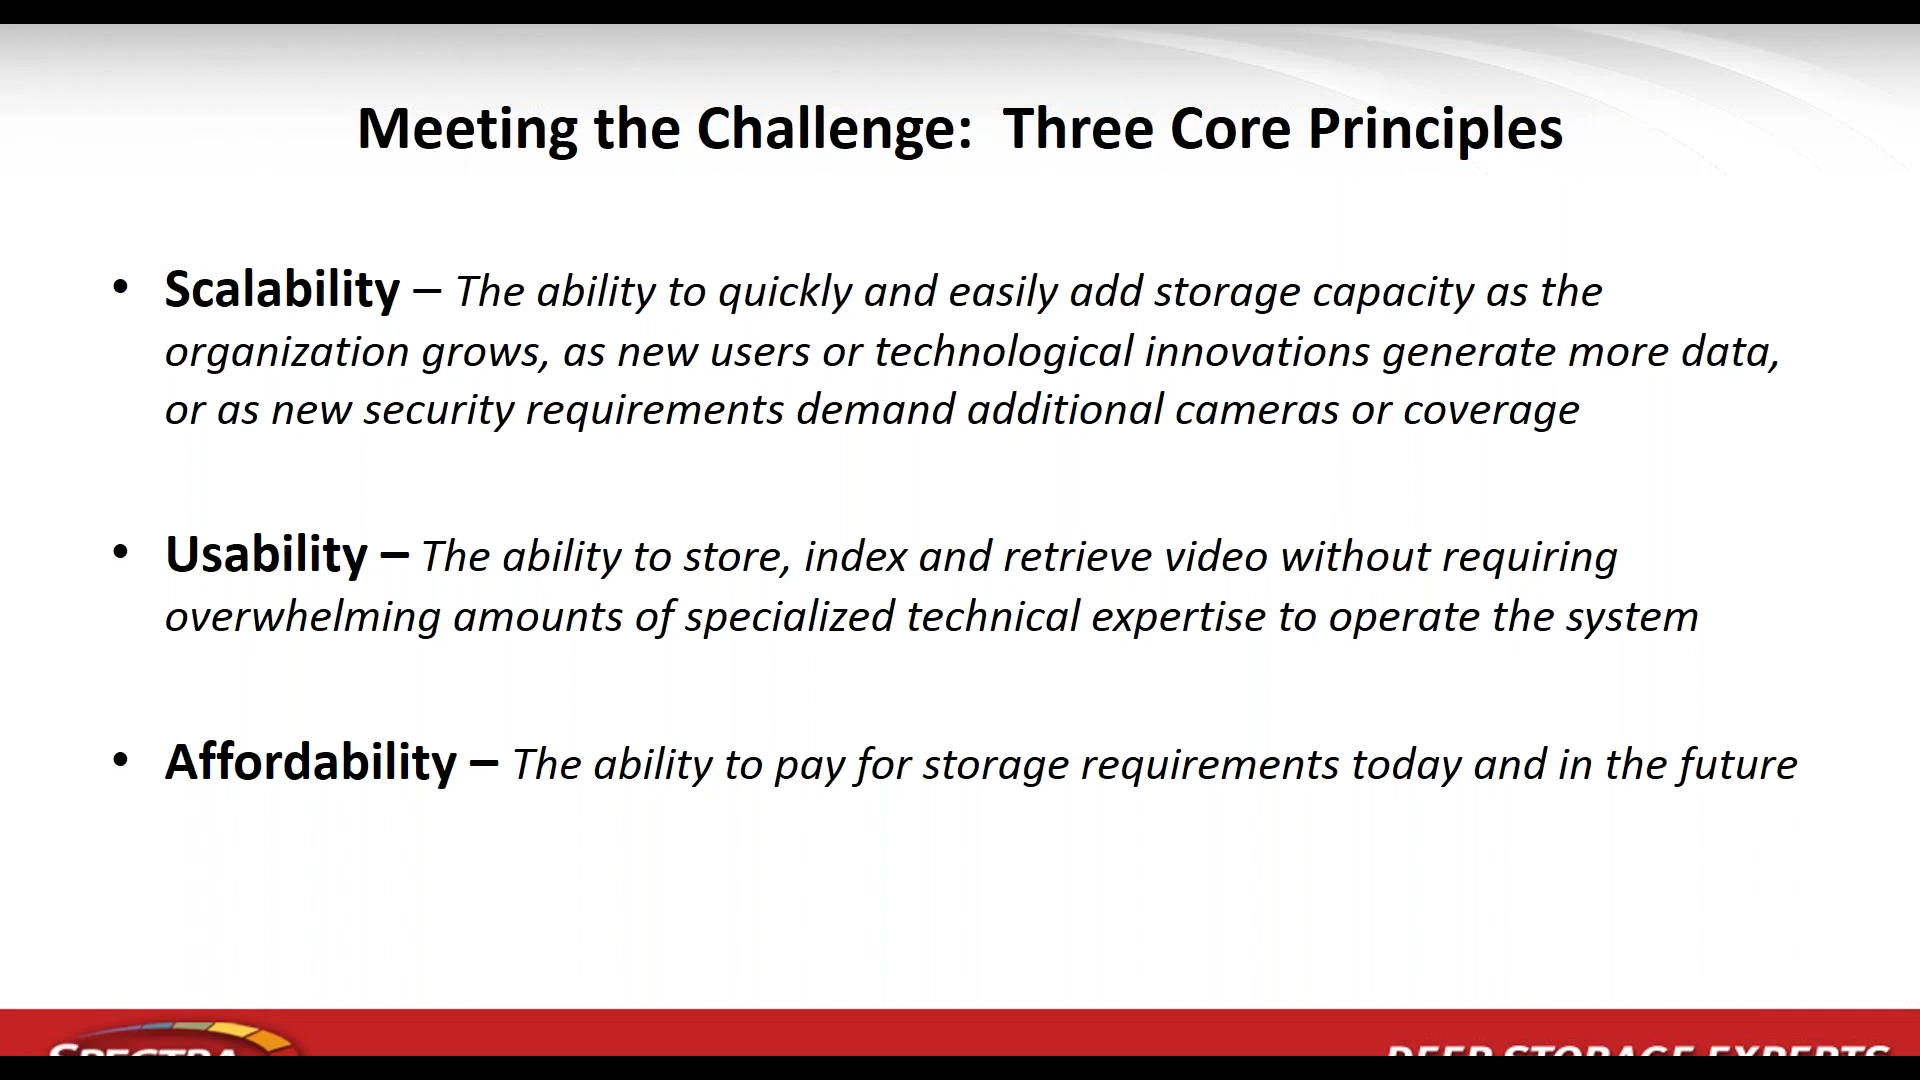 Meeting the Challenge:  Three Core Principles
• Scalability – The ability to quickly and easily add storage capacity as the
organization grows, as new users or technological innovations generate more data,
or as new security requirements demand additional cameras or coverage
• Usability – The ability to store, index and retrieve video without requiring
overwhelming amounts of specialized technical expertise to operate the system
• Affordability – The ability to pay for storage requirements today and in the future
SPECTRA
DEEP STORAGE EXPERTS